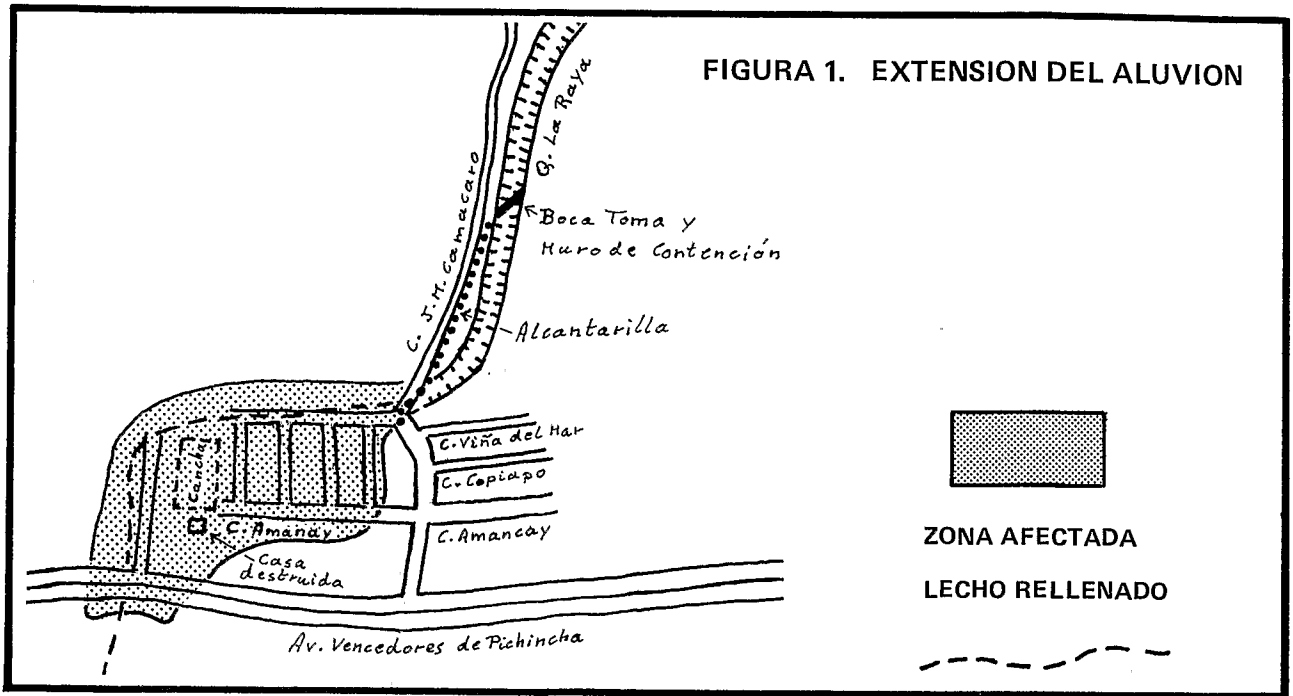 FIGURA 1. EXTENSION DEL ALUVION
Q. La Raya
C. J.M. Camacaro
Boca Toma y
Muro de Contención
Alcantarilla
C. Viña del Mar
C. Copiapo
Cancha
C. Amanay
C. Amancay
Casa
destruida
Av. Vencedores de Pichincha
ZONA AFECTADA
LECHO RELLENADO